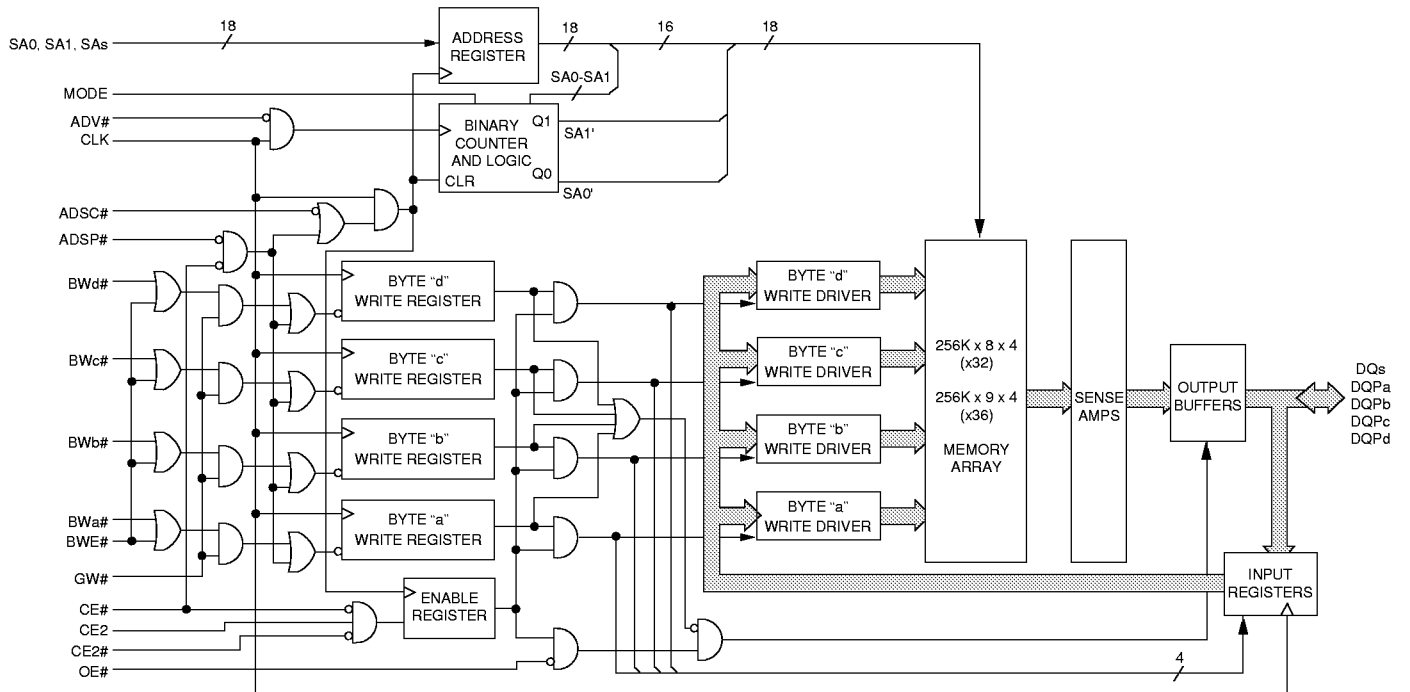 18
18
16
18
SA0, SA1, SAs
ADDRESS
REGISTER
SA0-SA1
MODE
ADV#
CLK
BINARY
COUNTER
AND LOGIC
Q1
Q0
CLR
SA1'
SA0'
ADSC#
ADSP#
BWd#
BYTE “d”
WRITE REGISTER
BYTE “d”
WRITE DRIVER
BWc#
BYTE “c”
WRITE REGISTER
BYTE “c”
WRITE DRIVER
256K x 8 x 4
(x32)
256K x 9 x 4
(x36)
MEMORY
ARRAY
SENSE
AMPS
OUTPUT
BUFFERS
DQs
DQPa
DQPb
DQPc
DQPd
BWb#
BYTE “b”
WRITE REGISTER
BYTE “b”
WRITE DRIVER
BWa#
BWE#
BYTE “a”
WRITE REGISTER
BYTE “a”
WRITE DRIVER
GW#
CE#
CE2
CE2#
OE#
ENABLE
REGISTER
INPUT
REGISTERS
4